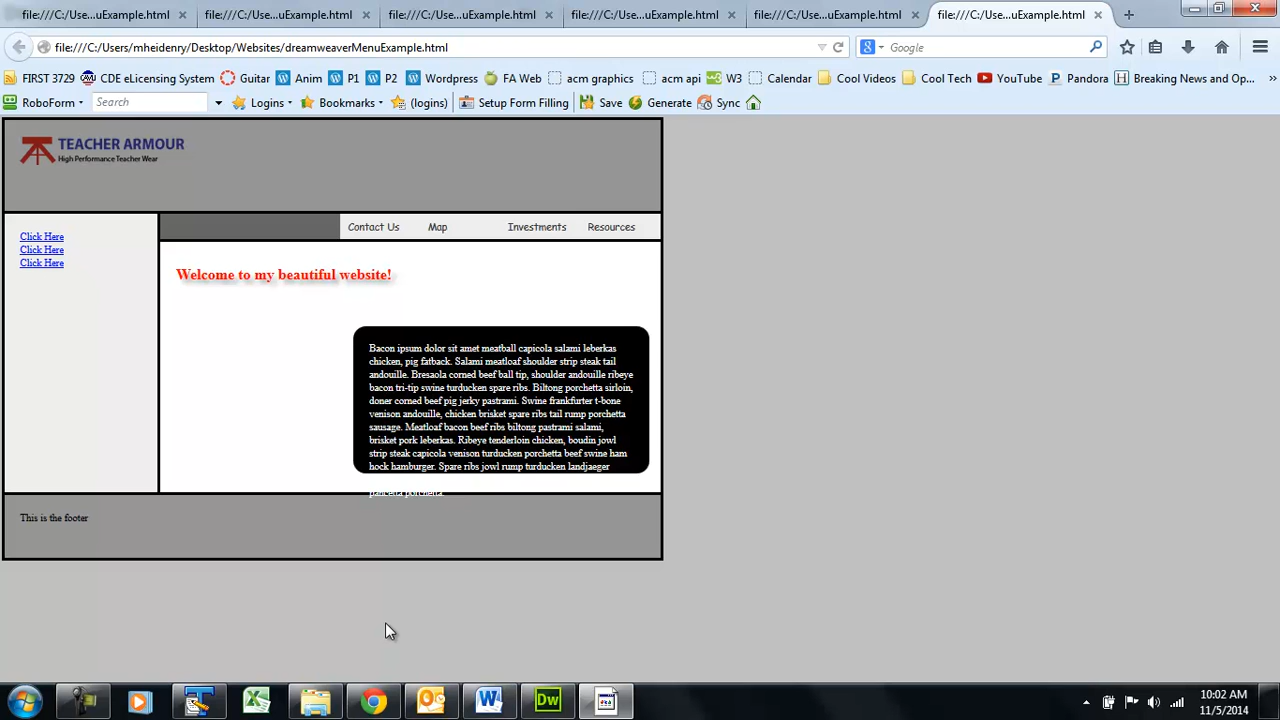 file:///C:/Use...uExample.html file:///C:/Use...uExample.html file:///C:/Use...uExample.html file:///C:/Use...uExample.html file:///C:/Use...uExample.html file:///C:/Use...uExample.html
file:///C:/Users/mheidenry/Desktop/Websites/dreamweaverMenuExample.html Google
FIRST 3729 CDE eLicensing System Guitar Anim P1 P2 Wordpress FA Web acm graphics acm api W3 Calendar Cool Videos Cool Tech YouTube Pandora Breaking News and Op...
RoboForm Search Logins Bookmarks (logins) Setup Form Filling Save Generate Sync
TEACHER ARMOUR
High Performance Teacher Wear
Contact Us Map Investments Resources
Click Here
Click Here
Click Here
Welcome to my beautiful website!
Bacon ipsum dolor sit amet meatball capicola salami leberkas
chicken, pig fatback. Salami meatloaf shoulder strip steak tail
andouille. Bresaola corned beef ball tip, shoulder andouille ribeye
bacon tri-tip swine turducken spare ribs. Biltong porchetta sirloin,
doner corned beef pig jerky pastrami. Swine frankfurter t-bone
venison andouille, chicken brisket spare ribs tail rump porchetta
sausage. Meatloaf bacon beef ribs biltong pastrami salami,
brisket pork leberkas. Ribeye tenderloin chicken, boudin jowl
strip steak capicola venison turducken porchetta beef swine ham
hock hamburger. Spare ribs jowl rump turducken landjaeger
pancetta porchetta.
This is the footer
10:02 AM
11/5/2014